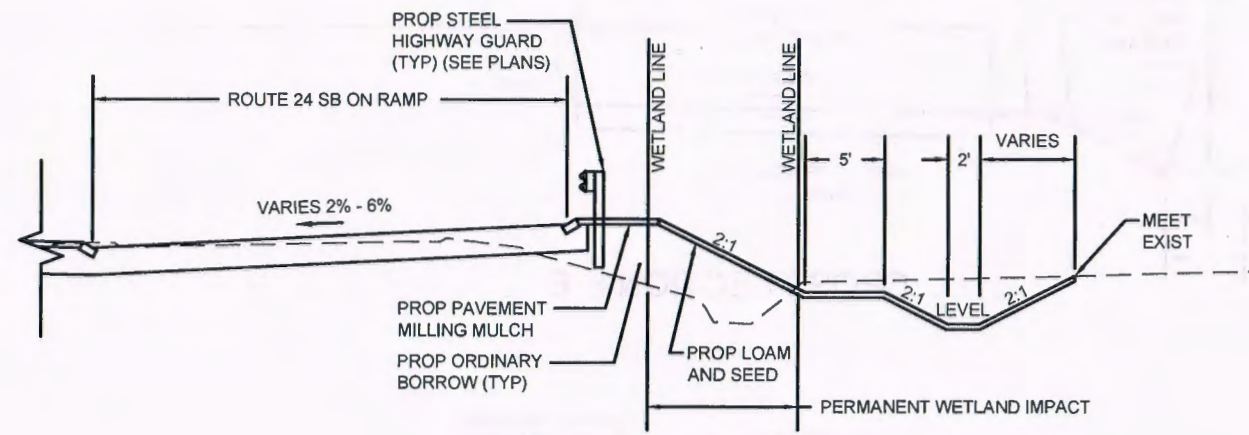 PROP STEEL
HIGHWAY GUARD
(TYP) (SEE PLANS)
WETLAND LINE
WETLAND LINE
ROUTE 24 SB ON RAMP
VARIES
5'
2'
VARIES 2% - 6%
MEET
EXIST
2:1
2:1
LEVEL
2:1
PROP PAVEMENT
MILLING MULCH
PROP ORDINARY
BORROW (TYP)
PROP LOAM
AND SEED
PERMANENT WETLAND IMPACT